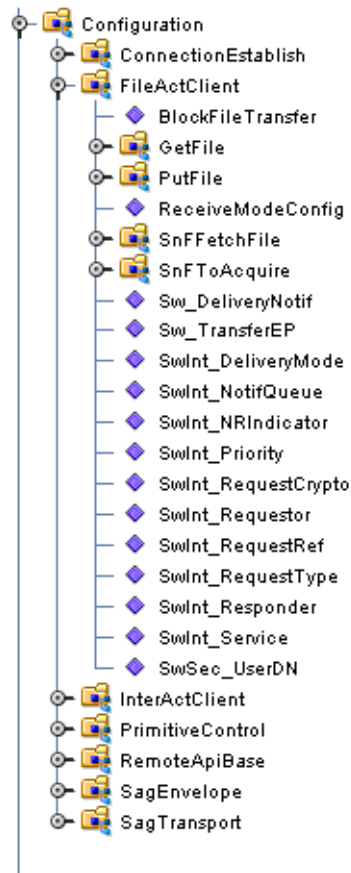 Configuration
ConnectionEstablish
FileActClient
BlockFileTransfer
GetFile
PutFile
ReceiveModeConfig
SnFFetchFile
SnFToAcquire
Sw_DeliveryNotif
Sw_TransferEP
SwInt_DeliveryMode
SwInt_NotifQueue
SwInt_NRIndicator
SwInt_Priority
SwInt_RequestCrypto
SwInt_Requestor
SwInt_RequestRef
SwInt_RequestType
SwInt_Responder
SwInt_Service
SwSec_UserDN
InterActClient
PrimitiveControl
RemoteApiBase
SagEnvelope
SagTransport